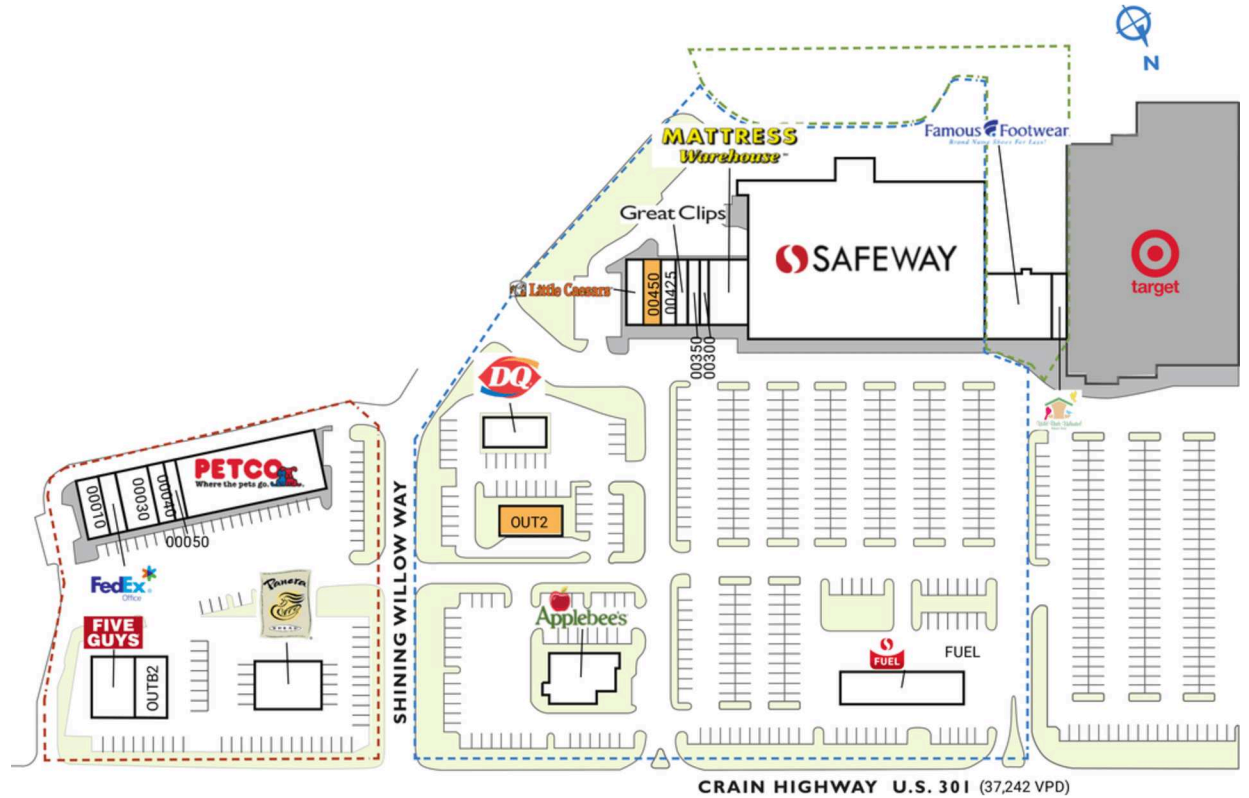 N
MATTRESS
Warehouse
Famous Footwear
Brand Name Shoes For Less!
Great Clips
SAFEWAY
target
Little Caesars
00450
00425
00350
00300
DQ
PETCO
Where the pets go.
00010
00030
00040
00050
OUT2
SHINING WILLOW WAY
FedEx
Office
Panera
BREAD
Applebee's
FIVE
GUYS
OUTB2
FUEL
FUEL
CRAIN HIGHWAY U.S. 301 (37,242 VPD)